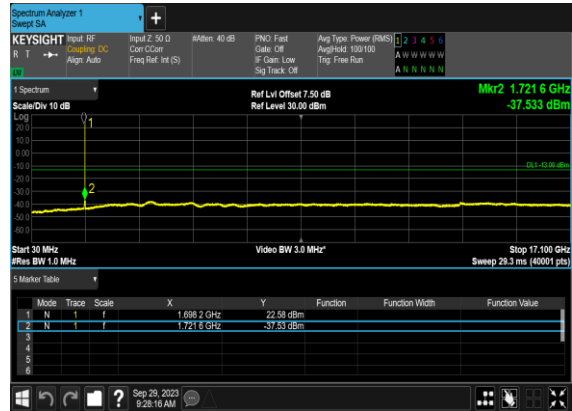 Spectrum Analyzer 1
Swept SA
+
KEYSIGHT Input: RF Input Z: 50 Ω #Atten: 40 dB PNO: Fast Avg Type: Power (RMS) 1 2 3 4 5 6
R T Coupling: DC Corr CCorr Gate: Off Avg|Hold: 100/100 A W W W W W
Align: Auto Freq Ref: Int (S) IF Gain: Low Trig: Free Run
LW Sig Track: Off A N N N N N
1 Spectrum Ref Lvl Offset 7.50 dB Mkr2 1.721 6 GHz
Scale/Div 10 dB Ref Level 30.00 dBm -37.533 dBm
Log
20.0
10.0
0.00
-10.0
-20.0
-30.0
-40.0
-50.0
-60.0
1
2
DL1 -13.00 dBm
Start 30 MHz Video BW 3.0 MHz* Stop 17.100 GHz
#Res BW 1.0 MHz Sweep 29.3 ms (40001 pts)
5 Marker Table
Mode Trace Scale X Y Function Function Width Function Value
1 N 1 f 1.698 2 GHz 22.58 dBm
2 N 1 f 1.721 6 GHz -37.53 dBm
3
4
5
6
? Sep 29, 2023
9:28:16 AM